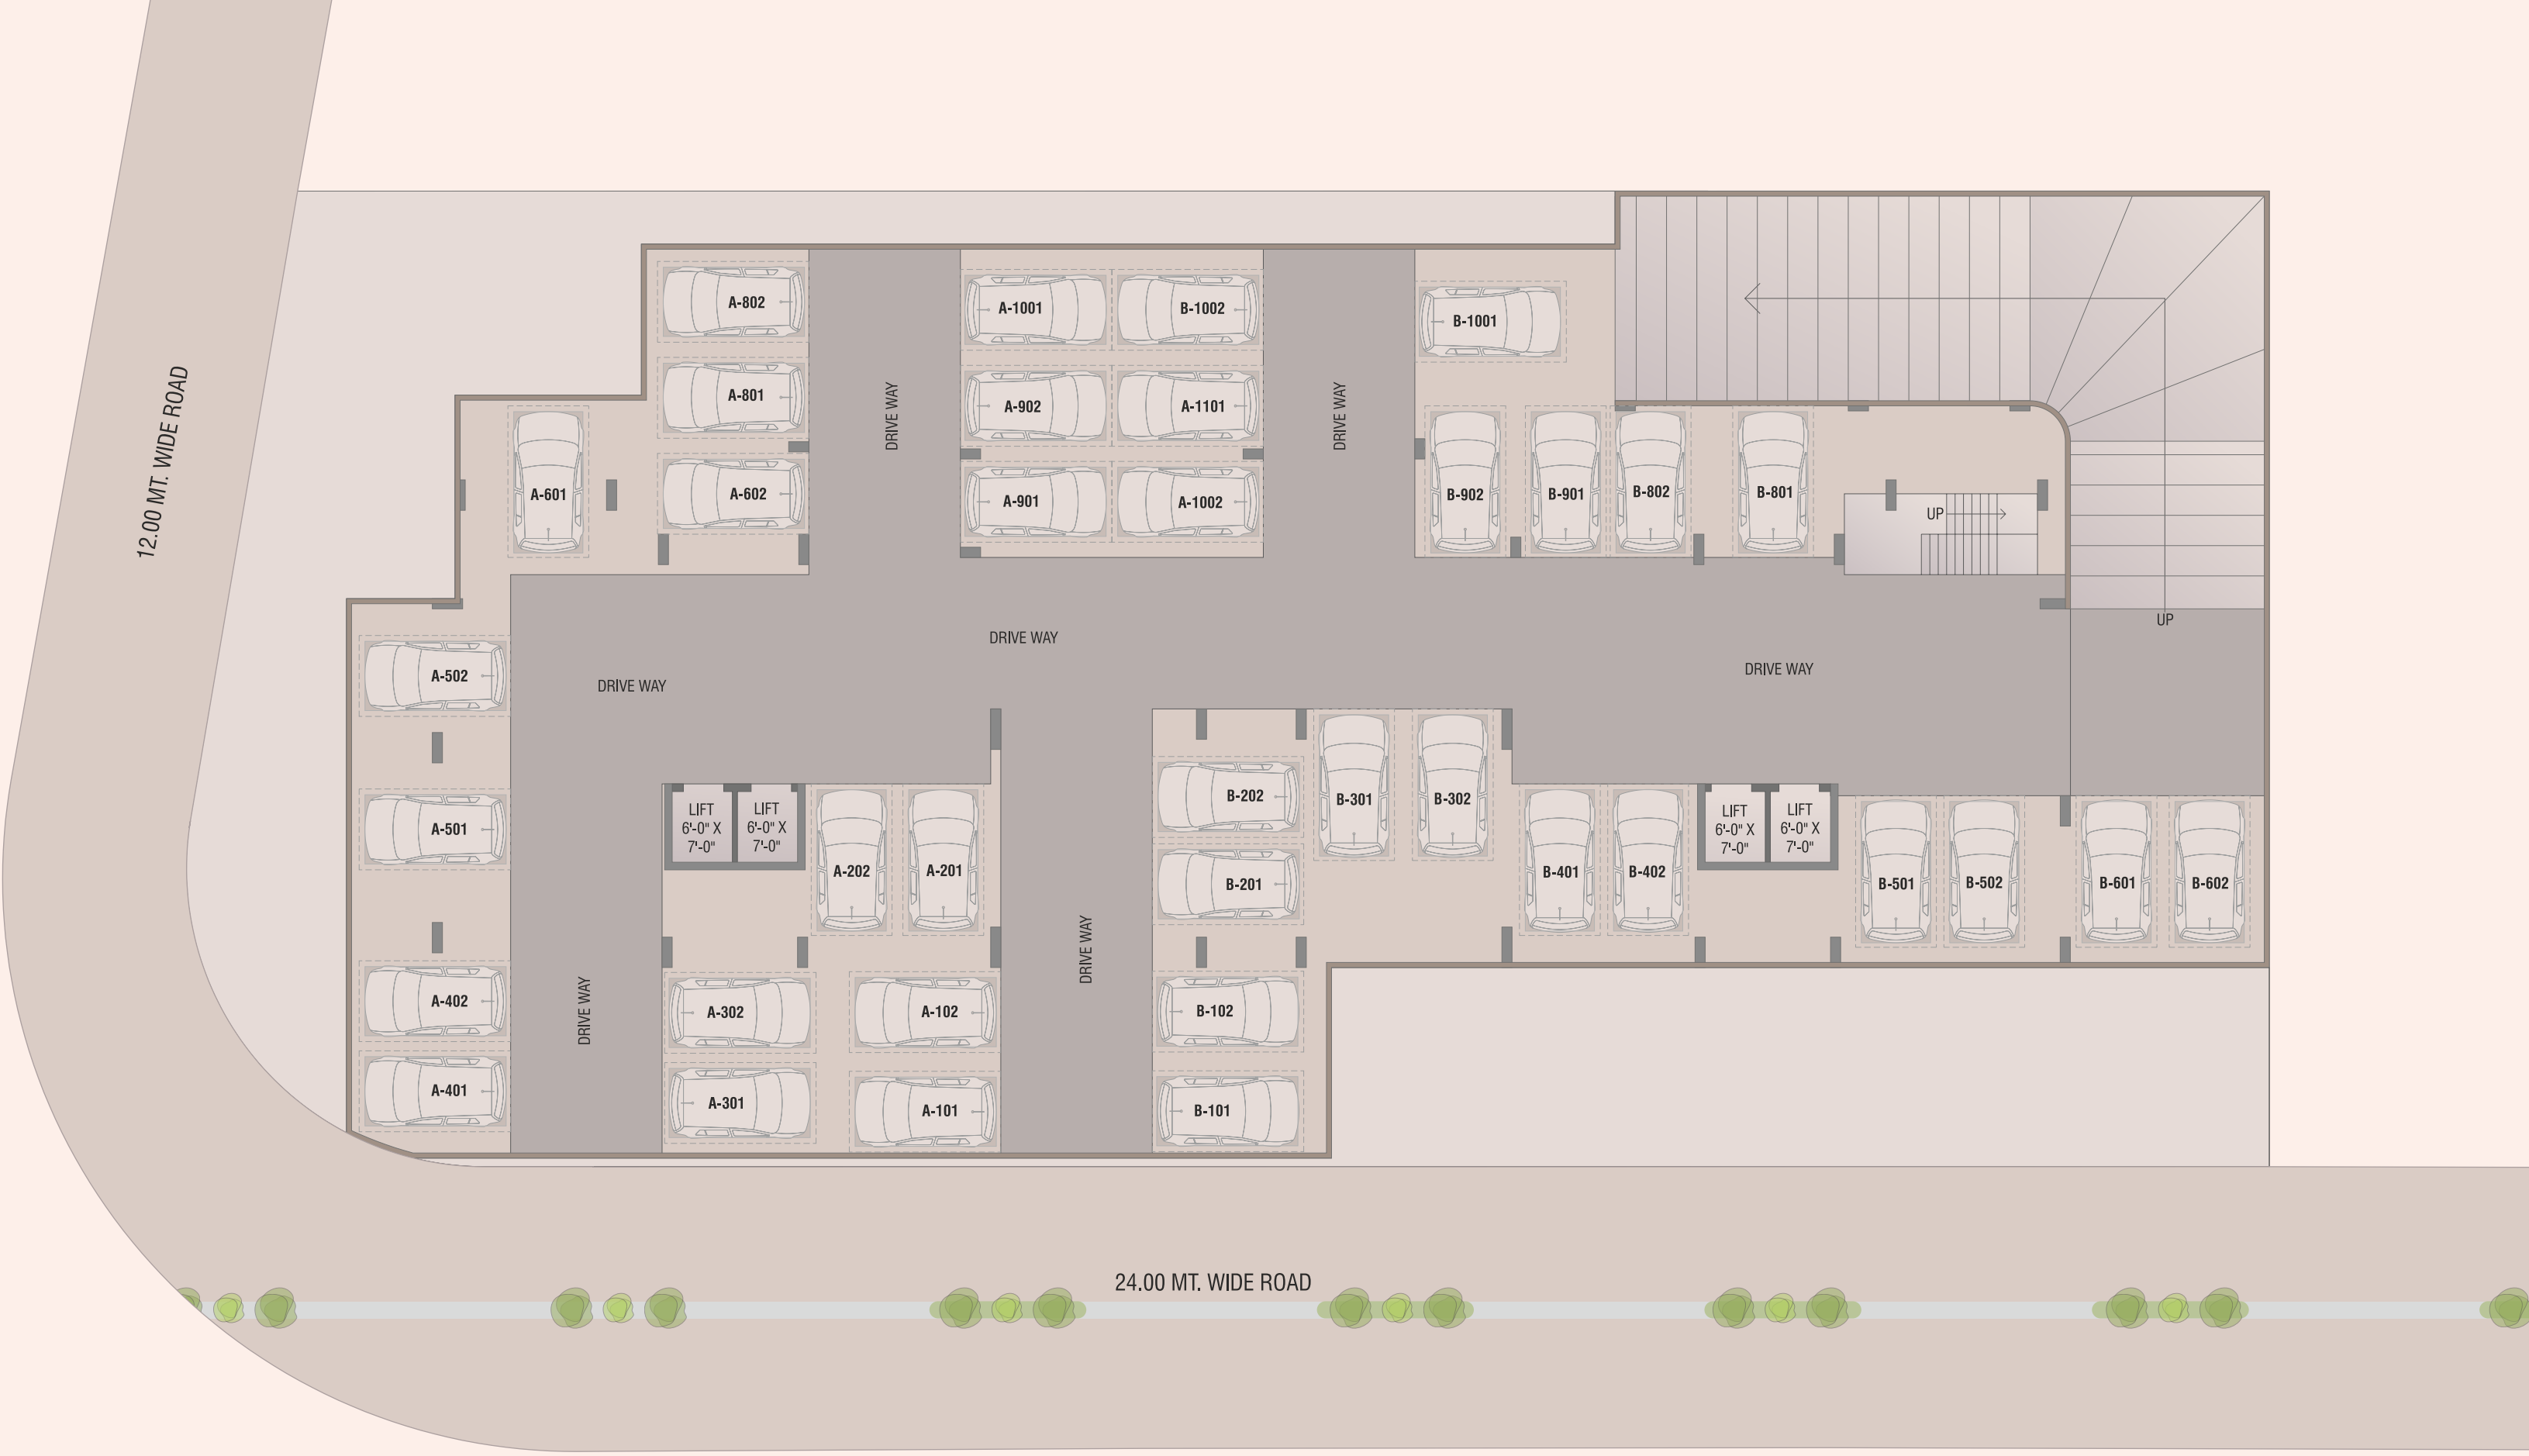 12.00 MT. WIDE ROAD
A-802
A-1001
B-1002
B-1001
A-801
DRIVE WAY
A-902
A-1101
DRIVE WAY
A-601
A-602
A-901
A-1002
B-902
B-901
B-802
B-801
UP
UP
DRIVE WAY
DRIVE WAY
DRIVE WAY
A-502
A-501
LIFT
6'-0" X
7'-0"
LIFT
6'-0" X
7'-0"
A-202
A-201
B-202
B-201
B-301
B-302
B-401
B-402
LIFT
6'-0" X
7'-0"
LIFT
6'-0" X
7'-0"
B-501
B-502
B-601
B-602
A-402
DRIVE WAY
A-302
A-102
DRIVE WAY
B-102
A-401
A-301
A-101
B-101
24.00 MT. WIDE ROAD